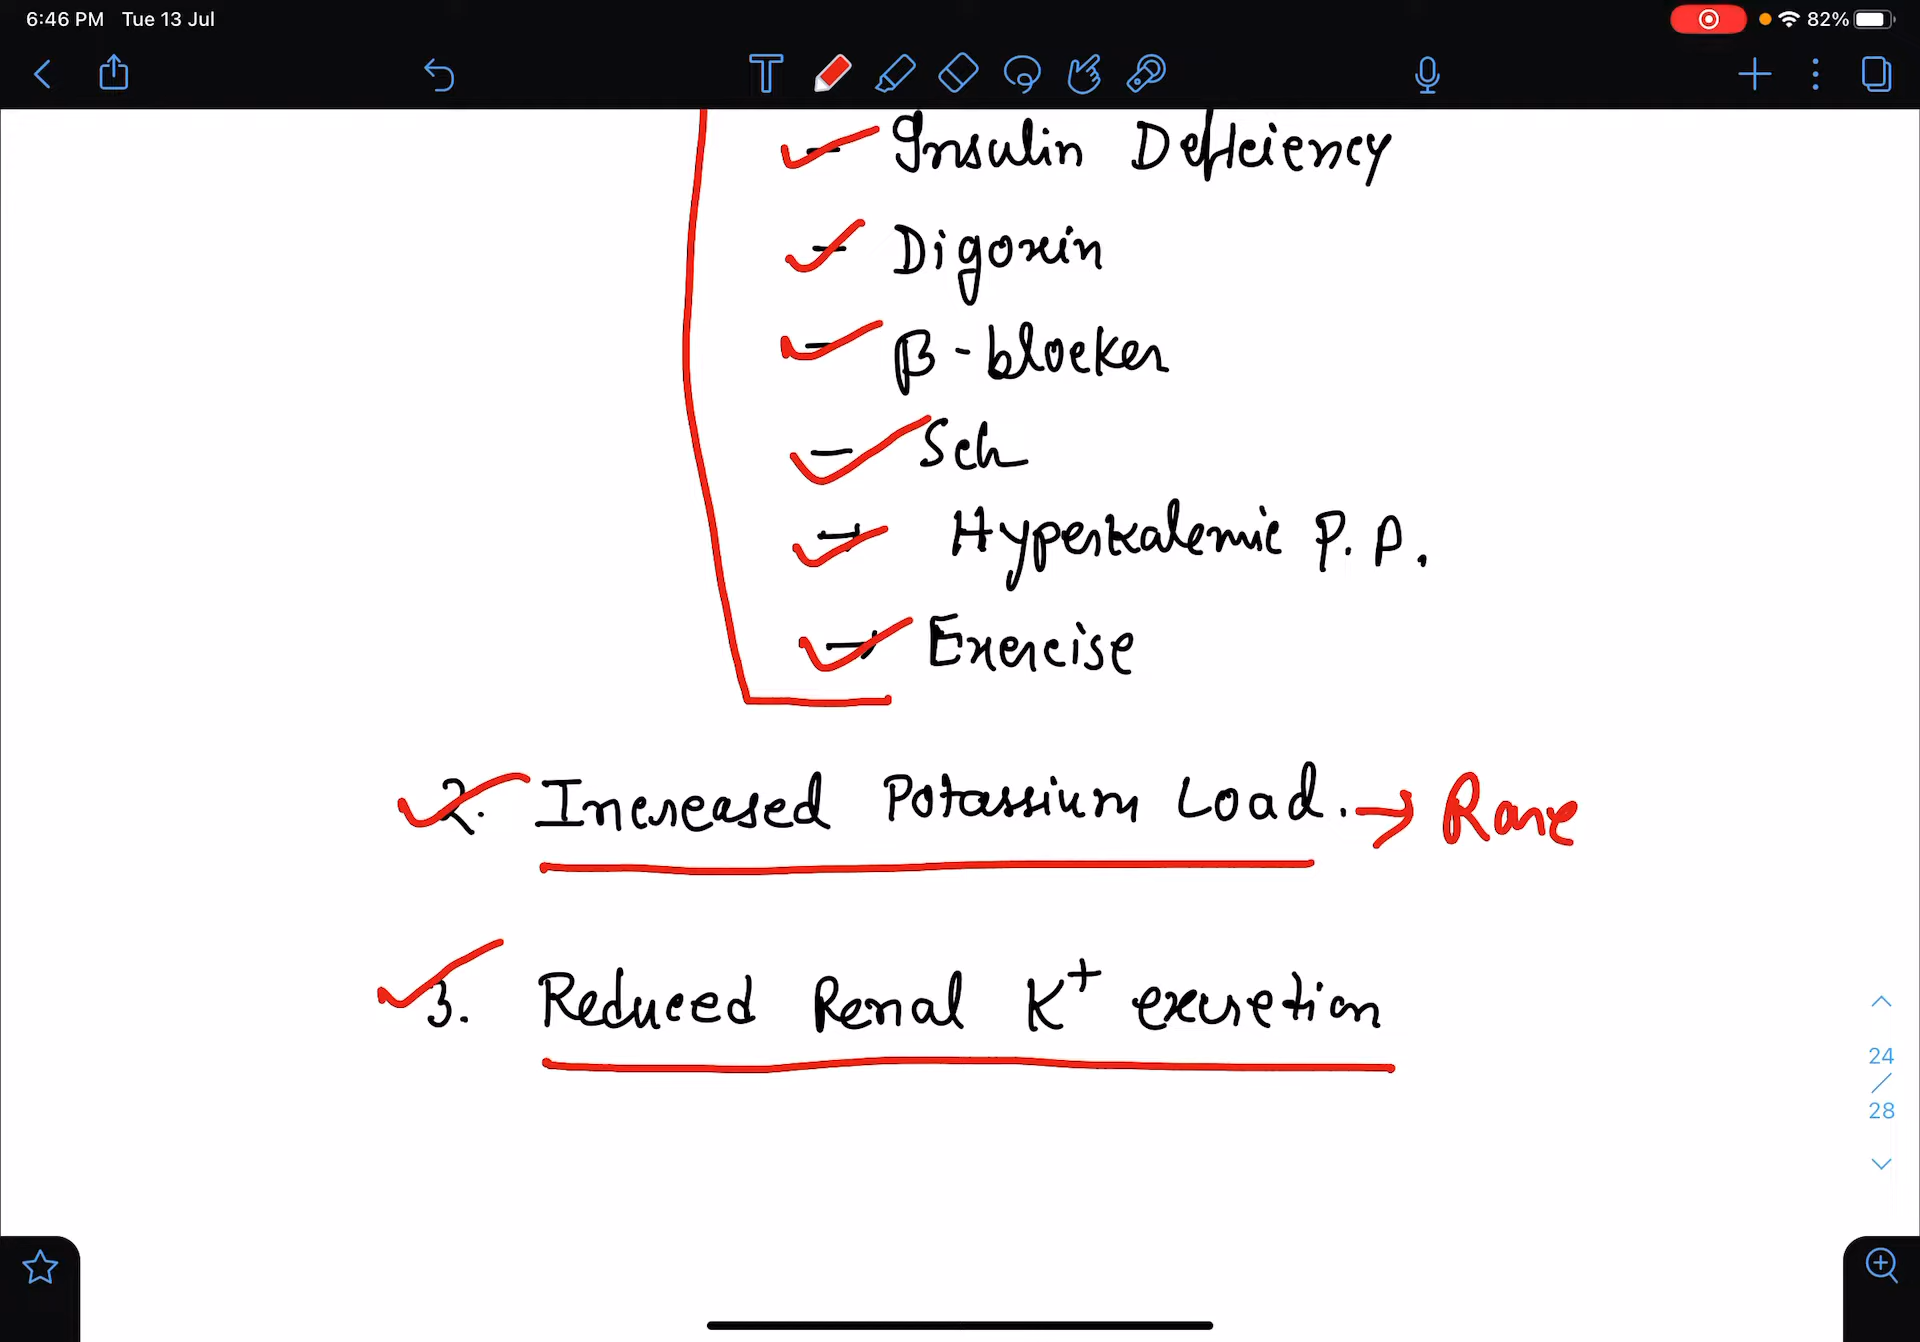 6:46 PM Tue 13 Jul
82%
T
- Insulin Deficiency
- Digoxin
- β-blocker
- Sch
→ Hyperkalemic P.P.
→ Exercise
2. Increased Potassium Load. → Rare
3. Reduced Renal K⁺ excretion
24
/
28